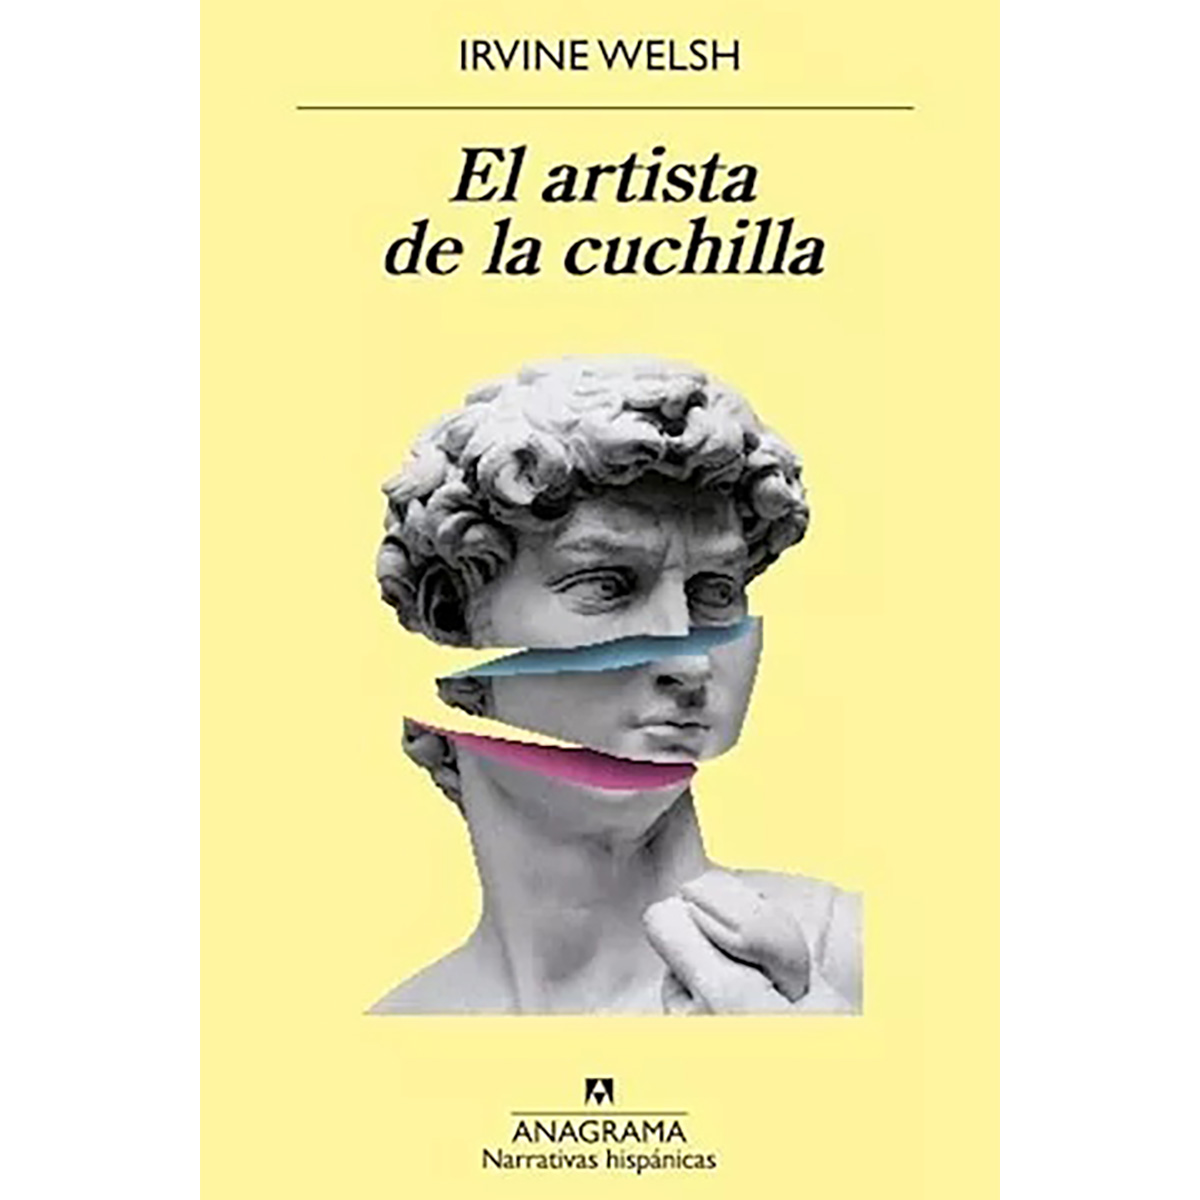 IRVINE WELSH
El artista
de la cuchilla
ANAGRAMA
Narrativas hispánicas